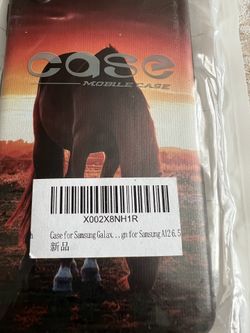 case
MOBILE CASE
X002X8NH1R
Case for Samsung Galax...gn for Samsung A12 6.5
新品